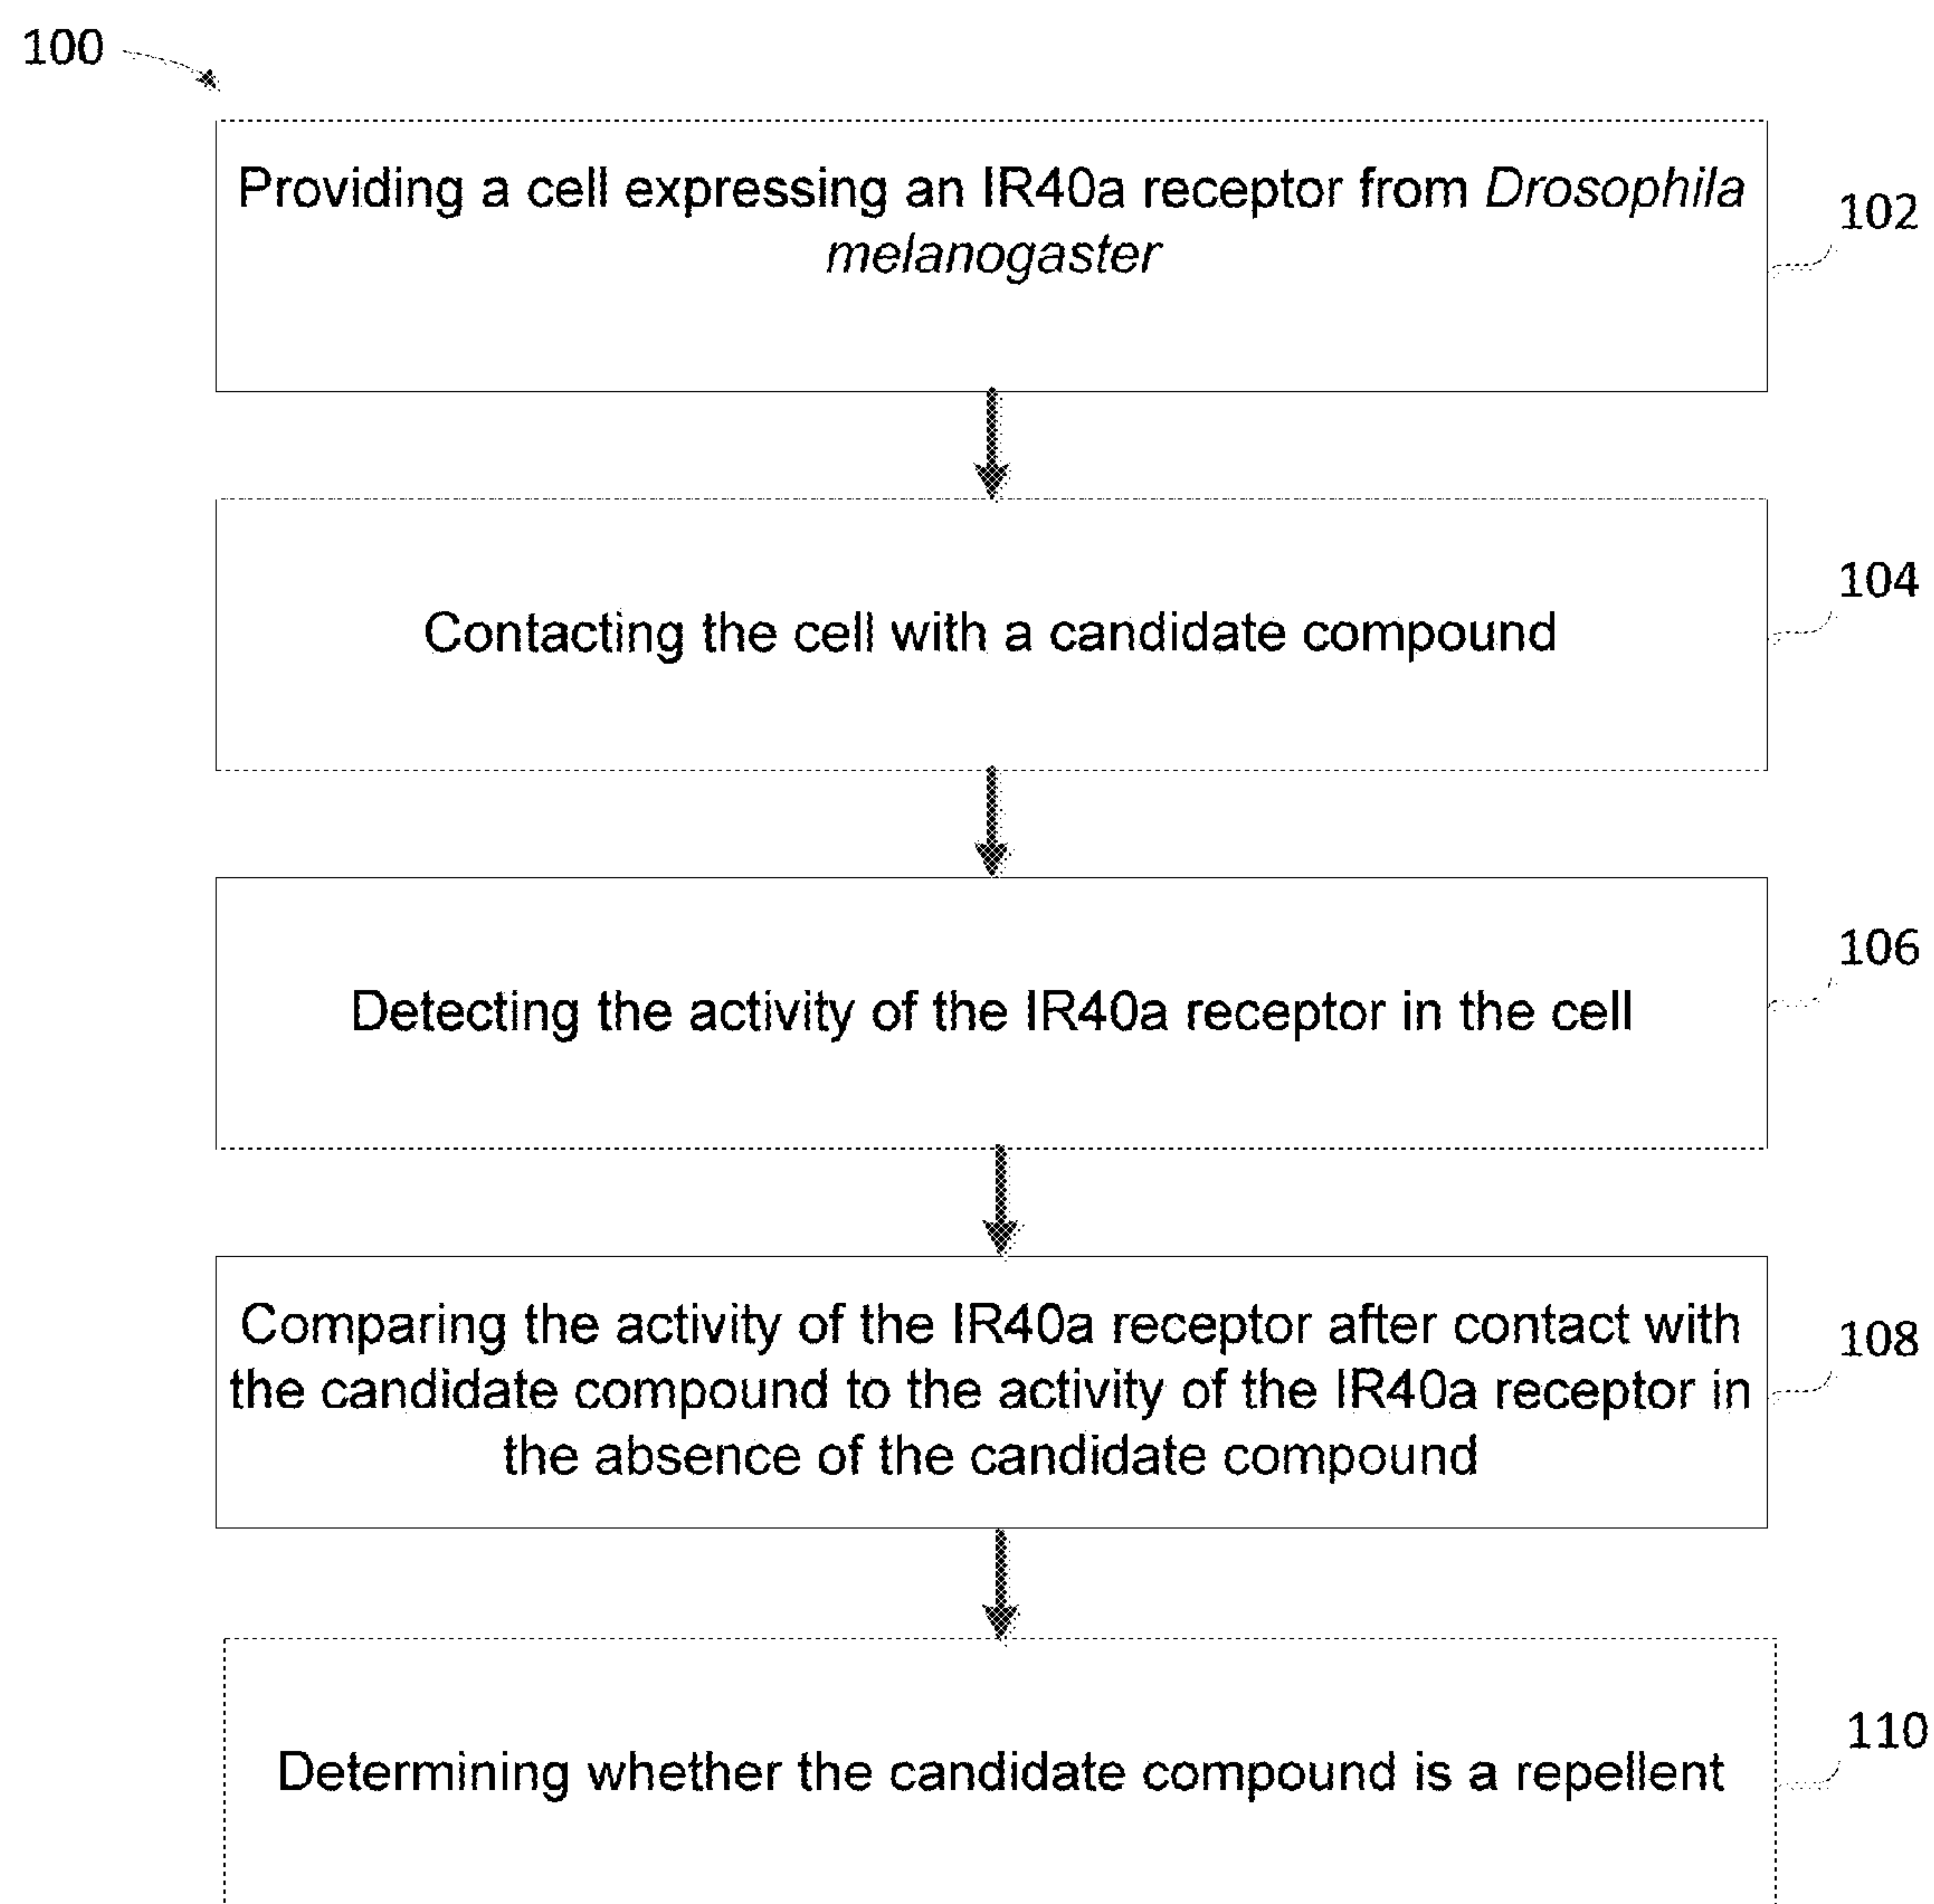 100
Providing a cell expressing an IR40a receptor from Drosophila
melanogaster
102
Contacting the cell with a candidate compound
104
Detecting the activity of the IR40a receptor in the cell
106
Comparing the activity of the IR40a receptor after contact with
the candidate compound to the activity of the IR40a receptor in
the absence of the candidate compound
108
Determining whether the candidate compound is a repellent
110